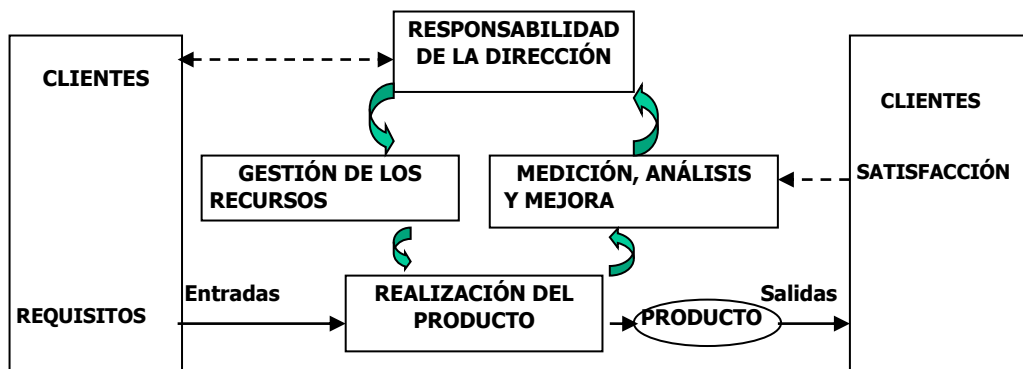 RESPONSABILIDAD
DE LA DIRECCIÓN
CLIENTES
CLIENTES
GESTIÓN DE LOS
RECURSOS
MEDICIÓN, ANÁLISIS
Y MEJORA
SATISFACCIÓN
Entradas
REALIZACIÓN DEL
PRODUCTO
Salidas
REQUISITOS
PRODUCTO